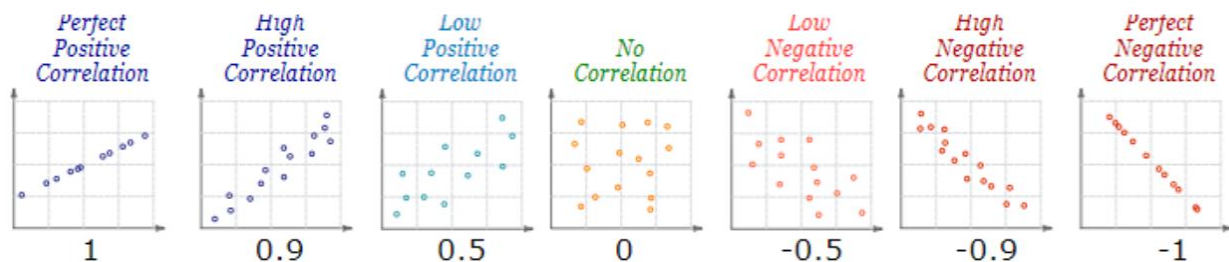 Perfect
Positive
Correlation
High
Positive
Correlation
Low
Positive
Correlation
No
Correlation
Low
Negative
Correlation
High
Negative
Correlation
Perfect
Negative
Correlation
1
0.9
0.5
0
-0.5
-0.9
-1